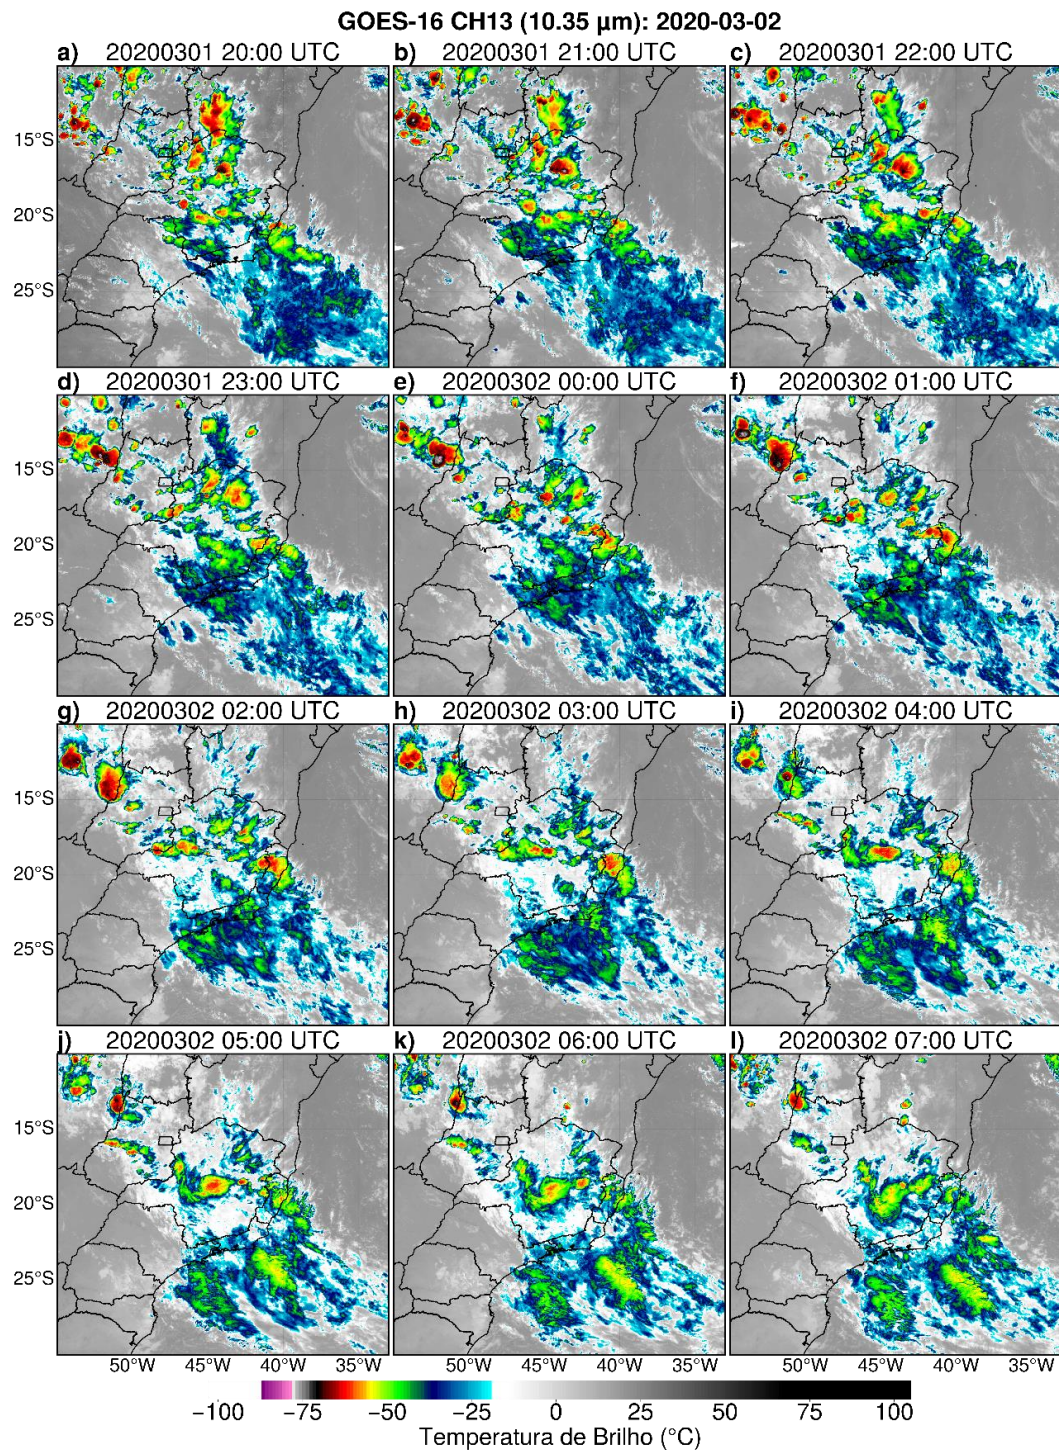 GOES-16 CH13 (10.35 µm): 2020-03-02
a) 20200301 20:00 UTC
b) 20200301 21:00 UTC
c) 20200301 22:00 UTC
15°S
20°S
25°S
d) 20200301 23:00 UTC
e) 20200302 00:00 UTC
f) 20200302 01:00 UTC
15°S
20°S
25°S
g) 20200302 02:00 UTC
h) 20200302 03:00 UTC
i) 20200302 04:00 UTC
15°S
20°S
25°S
j) 20200302 05:00 UTC
k) 20200302 06:00 UTC
l) 20200302 07:00 UTC
15°S
20°S
25°S
50°W 45°W 40°W 35°W 50°W 45°W 40°W 35°W 50°W 45°W 40°W 35°W
−100 −75 −50 −25 0 25 50 75 100
Temperatura de Brilho (°C)